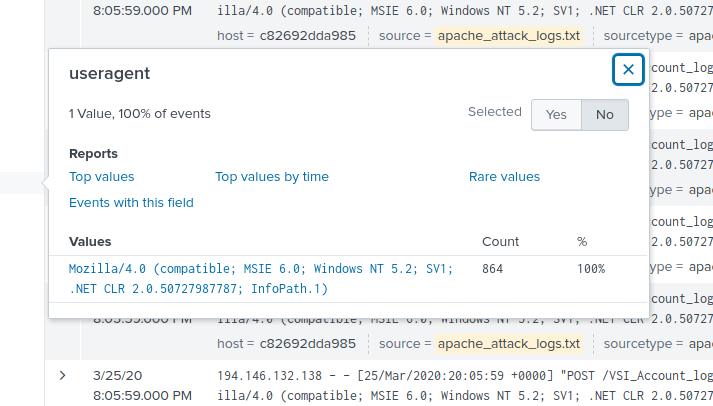 8:05:59.000 PM illa/4.0 (compatible; MSIE 6.0; Windows NT 5.2; SV1; .NET CLR 2.0.50727
host = c82692dda985 source = apache_attack_logs.txt sourcetype = apa
useragent
count_log
2.0.50727
1 Value, 100% of events Selected Yes No
ype = apa
Reports
count_log
Top values Top values by time Rare values
2.0.50727
ype = apa
Events with this field
count_log
Values Count %
2.0.50727
Mozilla/4.0 (compatible; MSIE 6.0; Windows NT 5.2; SV1; 864 100%
ype = apa
.NET CLR 2.0.50727987787; InfoPath.1)
count_log
8:05:59.000 PM illa/4.0 (compatible; MSIE 6.0; Windows NT 5.2; SV1; .NET CLR 2.0.50727
host = c82692dda985 source = apache_attack_logs.txt sourcetype = apa
3/25/20 194.146.132.138 - - [25/Mar/2020:20:05:59 +0000] "POST /VSI_Account_log
8:05:59.000 PM illa/4.0 (compatible; MSIE 6.0; Windows NT 5.2; SV1; .NET CLR 2.0.50727